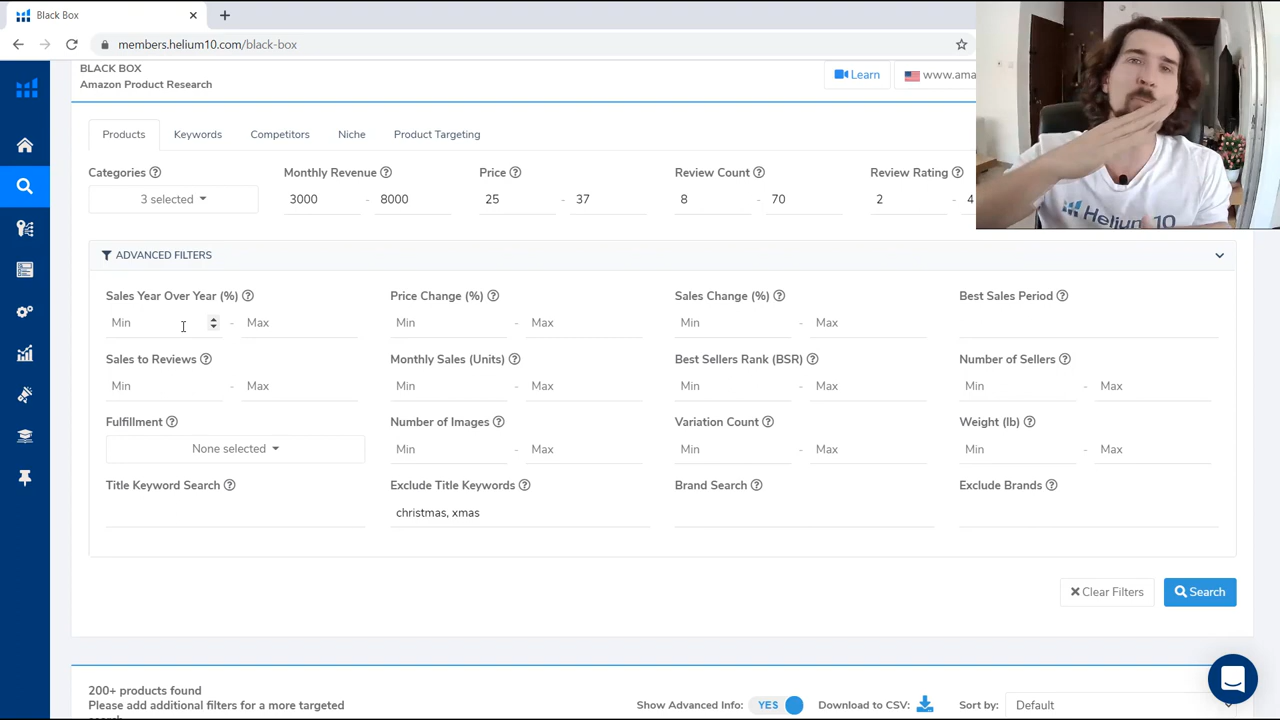 Black Box
members.helium10.com/black-box
BLACK BOX
Amazon Product Research
Learn
www.ama
Products Keywords Competitors Niche Product Targeting
Categories Monthly Revenue Price Review Count Review Rating
3 selected 3000 - 8000 25 - 37 8 - 70 2 - 4
Helium 10
ADVANCED FILTERS
Sales Year Over Year (%) Price Change (%) Sales Change (%) Best Sales Period
Min - Max Min - Max Min - Max
Sales to Reviews Monthly Sales (Units) Best Sellers Rank (BSR) Number of Sellers
Min - Max Min - Max Min - Max Min - Max
Fulfillment Number of Images Variation Count Weight (lb)
None selected Min - Max Min - Max Min - Max
Title Keyword Search Exclude Title Keywords Brand Search Exclude Brands
christmas, xmas
Clear Filters Search
200+ products found
Please add additional filters for a more targeted
Show Advanced Info: YES Download to CSV: Sort by: Default